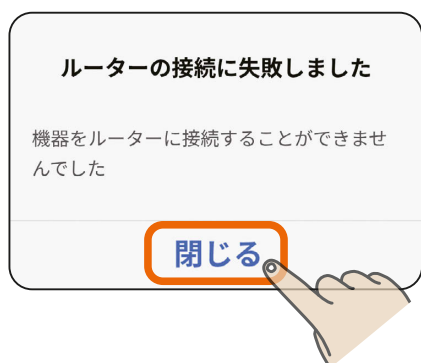 ルーターの接続に失敗しました
機器をルーターに接続することができませ
んでした
閉じる